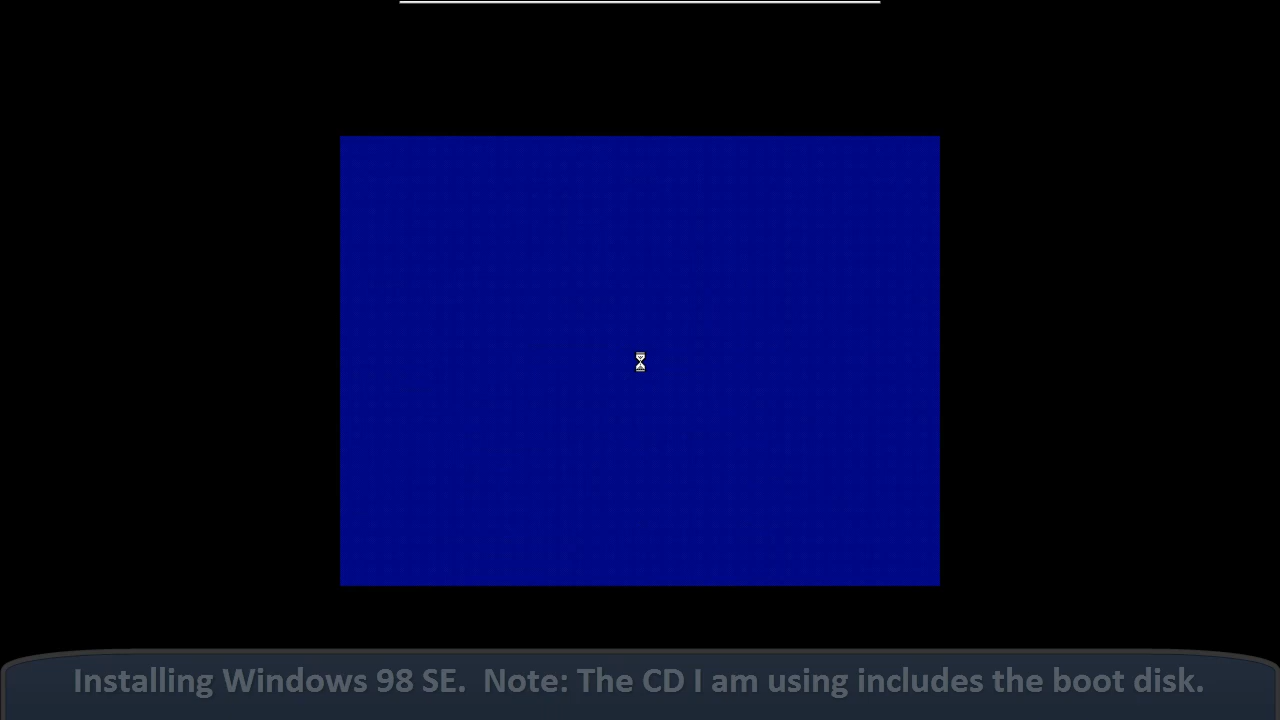 Installing Windows 98 SE.  Note: The CD I am using includes the boot disk.